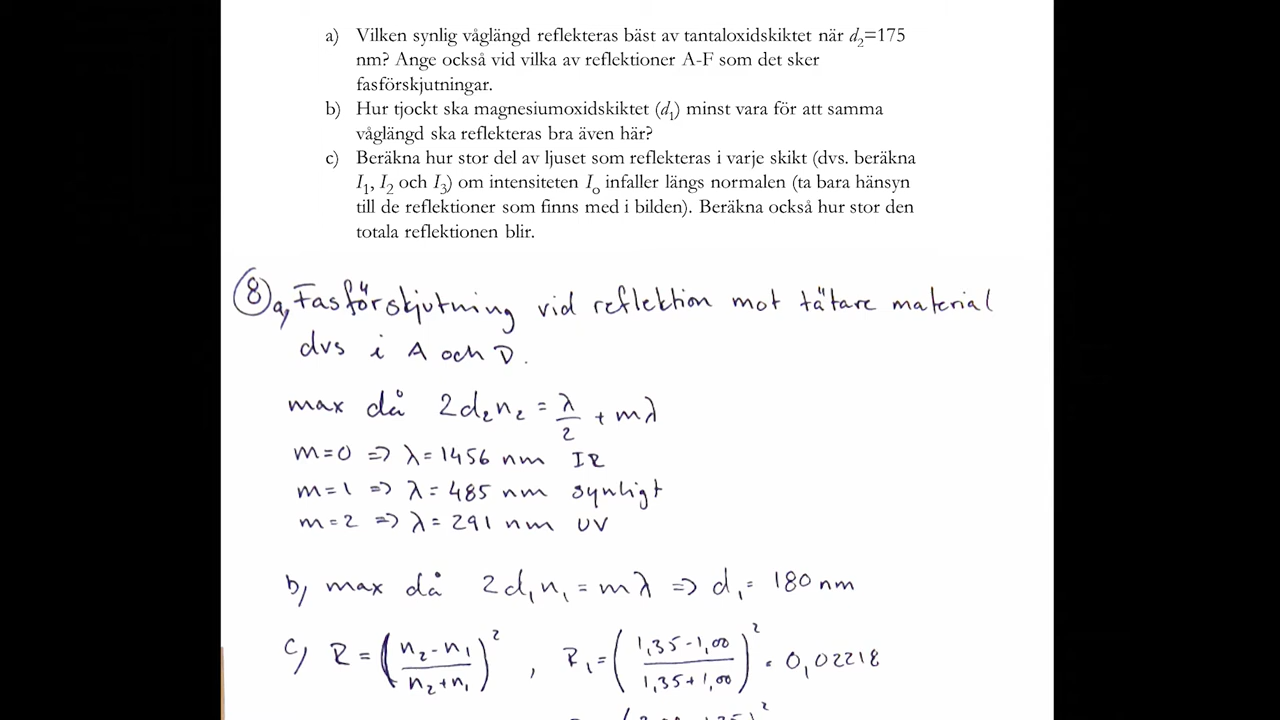 a) Vilken synlig våglängd reflekteras bäst av tantaloxidskiktet när d₂=175
nm? Ange också vid vilka av reflektioner A-F som det sker
fasförskjutningar.
b) Hur tjockt ska magnesiumoxidskiktet (d₁) minst vara för att samma
våglängd ska reflekteras bra även här?
c) Beräkna hur stor del av ljuset som reflekteras i varje skikt (dvs. beräkna
I₁, I₂ och I₃) om intensiteten I₀ infaller längs normalen (ta bara hänsyn
till de reflektioner som finns med i bilden). Beräkna också hur stor den
totala reflektionen blir.
8 a, Fasförskjutning vid reflektion mot tätare material
dvs i A och D.
max då 2d₂n₂ = λ/2 + mλ
m=0 => λ=1456 nm IR
m=1 => λ=485 nm synligt
m=2 => λ=291 nm UV
b) max då 2d₁n₁ = mλ => d₁ = 180 nm
c) R = ((n₂-n₁)/(n₂+n₁))², R₁ = ((1,35-1,00)/(1,35+1,00))² = 0,02218